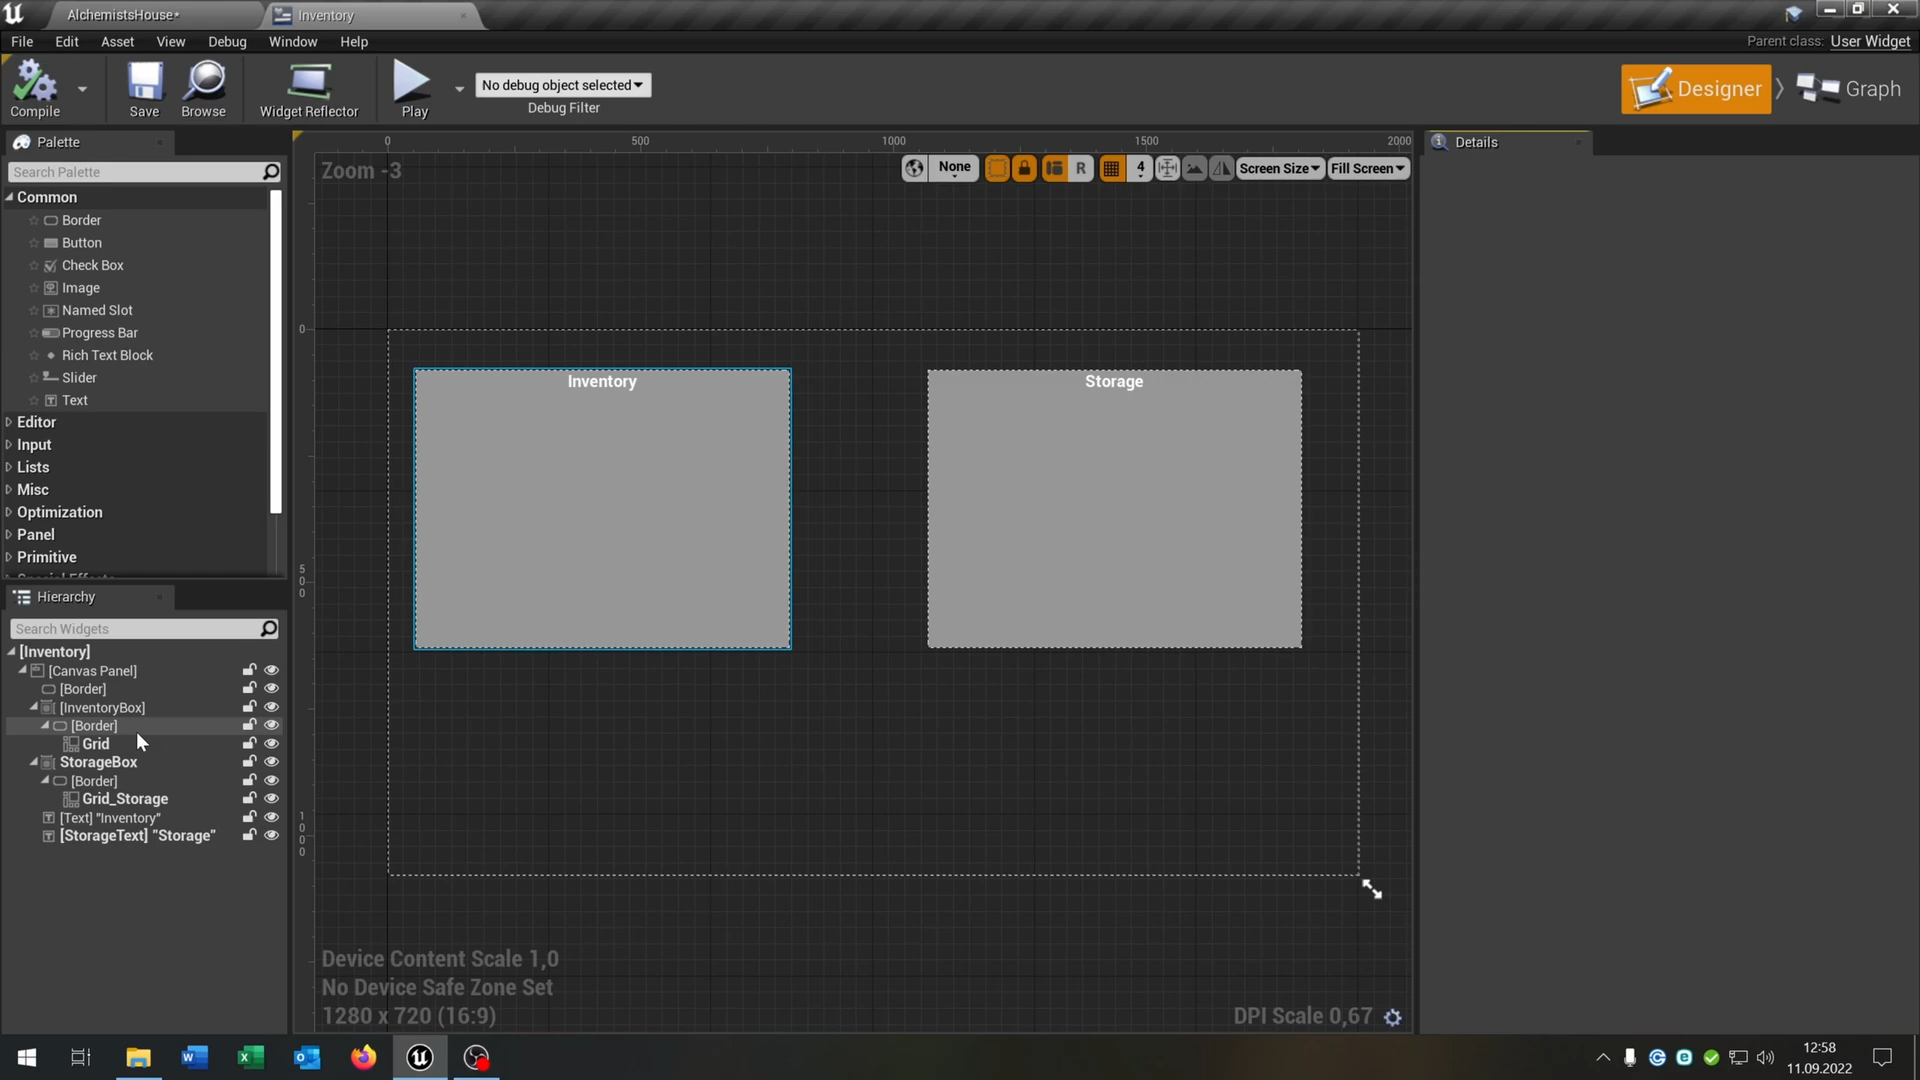 AlchemistsHouse*
Inventory
File Edit Asset View Debug Window Help
Parent class: User Widget
Compile
Save
Browse
Widget Reflector
Play
No debug object selected
Debug Filter
Designer
Graph
Palette
Search Palette
Common
Border
Button
Check Box
Image
Named Slot
Progress Bar
Rich Text Block
Slider
Text
Editor
Input
Lists
Misc
Optimization
Panel
Primitive
Special Effects
Hierarchy
Search Widgets
[Inventory]
[Canvas Panel]
[Border]
[InventoryBox]
[Border]
Grid
StorageBox
[Border]
Grid_Storage
[Text] "Inventory"
[StorageText] "Storage"
0 500 1000 1500 2000
Zoom -3
None
R
4
Screen Size
Fill Screen
0
500
1000
Inventory
Storage
Device Content Scale 1,0
No Device Safe Zone Set
1280 x 720 (16:9)
DPI Scale 0,67
Details
12:58
11.09.2022